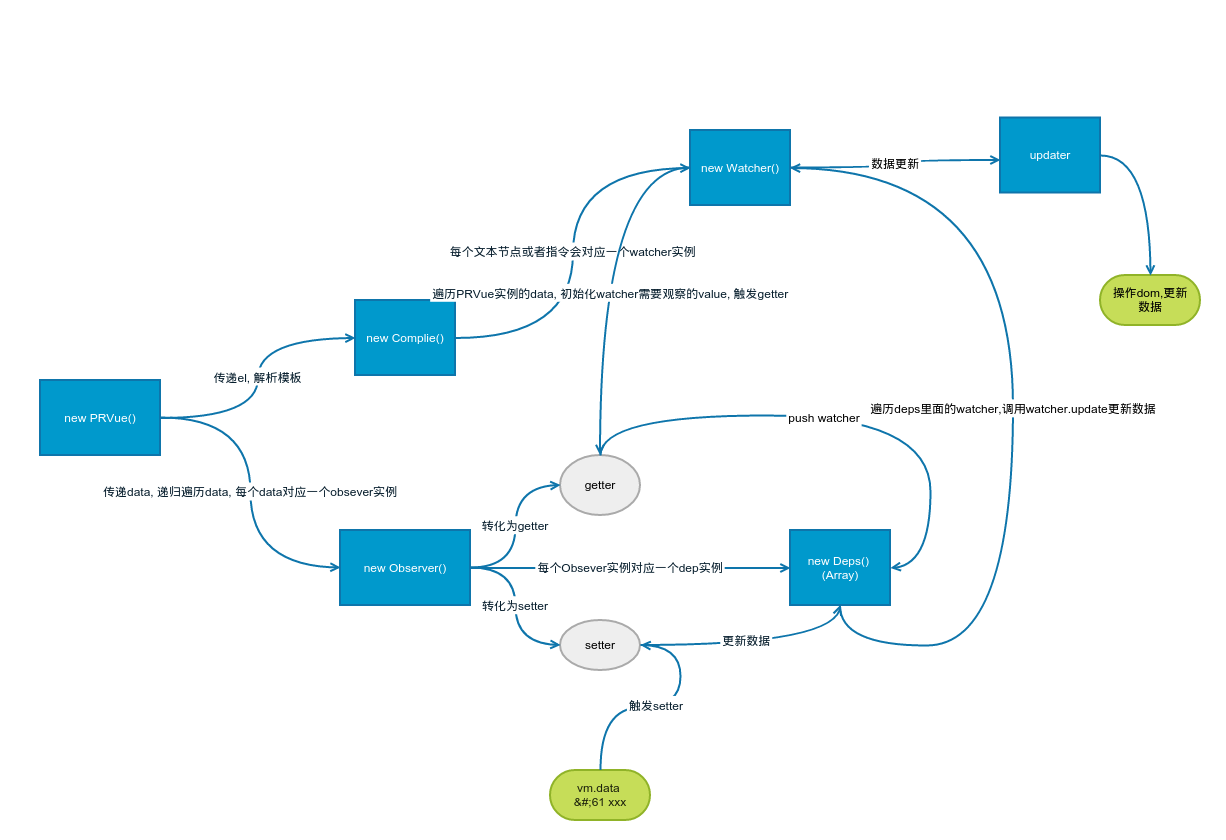 new Watcher()
数据更新
updater
每个文本节点或者指令会对应一个watcher实例
遍历PRVue实例的data, 初始化watcher需要观察的value, 触发getter
操作dom,更新
数据
new Complie()
传递el, 解析模板
new PRVue()
push watcher
遍历deps里面的watcher,调用watcher.update更新数据
传递data, 递归遍历data, 每个data对应一个obsever实例
getter
转化为getter
new Observer()
每个Obsever实例对应一个dep实例
new Deps()
(Array)
转化为setter
setter
更新数据
触发setter
vm.data
&#;61 xxx